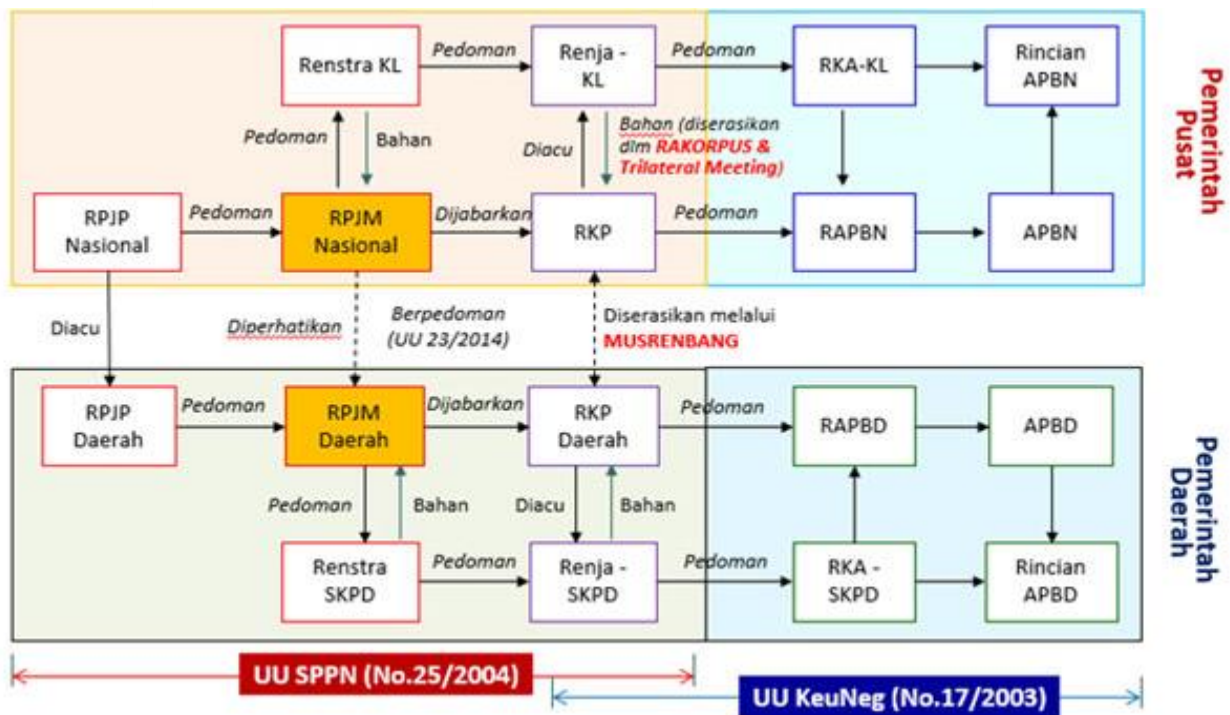 Renstra KL
Pedoman
Renja -
KL
Pedoman
RKA-KL
Rincian
APBN
Pedoman
Bahan
Diacu
Bahan (diserasikan
dlm RAKORPUS &
Trilateral Meeting)
RPJP
Nasional
Pedoman
RPJM
Nasional
Dijabarkan
RKP
Pedoman
RAPBN
APBN
Pemerintah
Pusat
Diacu
Diperhatikan
Berpedoman
(UU 23/2014)
Diserasikan melalui
MUSRENBANG
RPJP
Daerah
Pedoman
RPJM
Daerah
Dijabarkan
RKP
Daerah
Pedoman
RAPBD
APBD
Pedoman
Bahan
Diacu
Bahan
Renstra
SKPD
Pedoman
Renja -
SKPD
Pedoman
RKA -
SKPD
Rincian
APBD
Pemerintah
Daerah
UU SPPN (No.25/2004)
UU KeuNeg (No.17/2003)